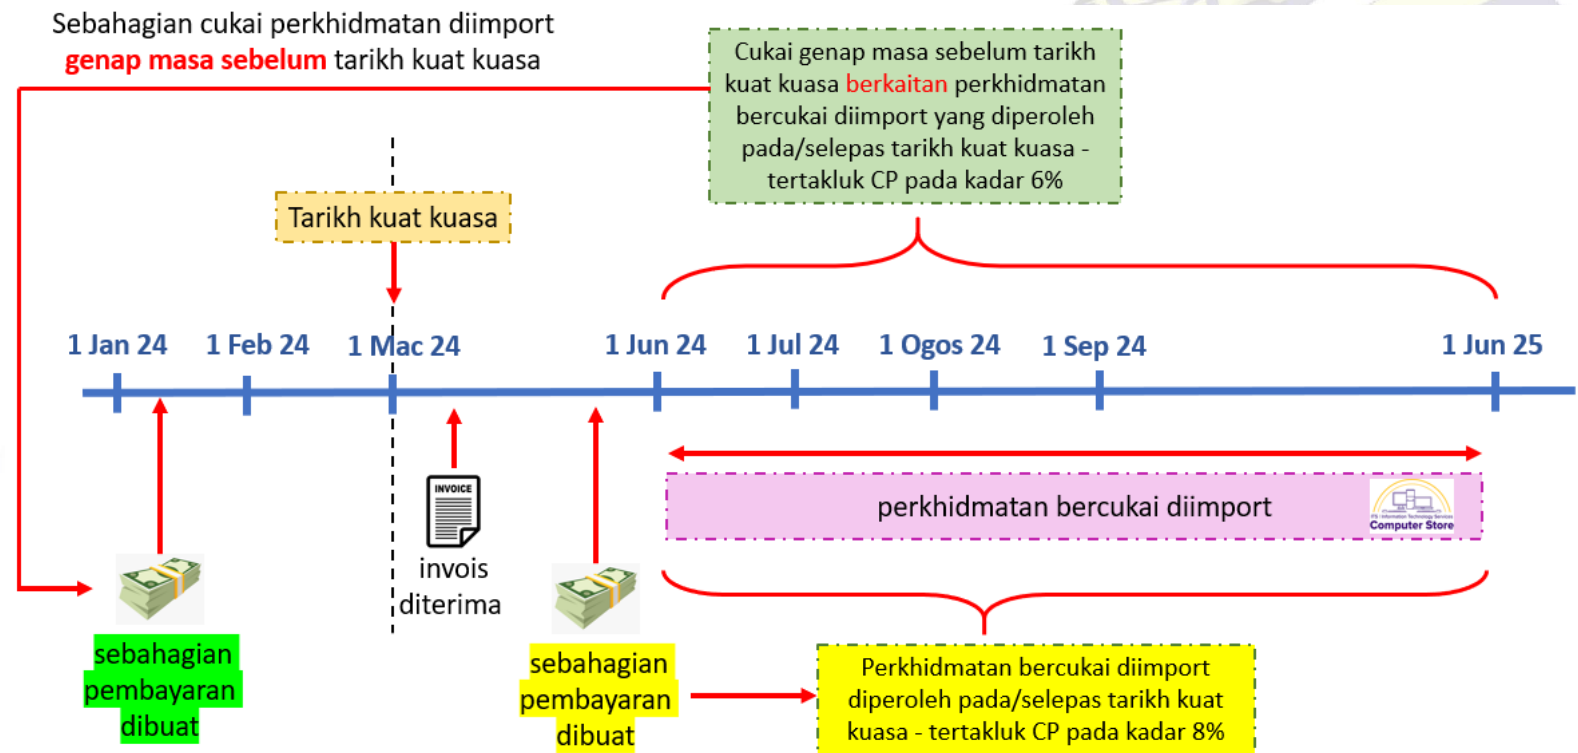 Sebahagian cukai perkhidmatan diimport
genap masa sebelum tarikh kuat kuasa
Cukai genap masa sebelum tarikh
kuat kuasa berkaitan perkhidmatan
bercukai diimport yang diperoleh
pada/selepas tarikh kuat kuasa -
tertakluk CP pada kadar 6%
Tarikh kuat kuasa
1 Jan 24 1 Feb 24 1 Mac 24 1 Jun 24 1 Jul 24 1 Ogos 24 1 Sep 24 1 Jun 25
INVOICE
invois
diterima
perkhidmatan bercukai diimport
ITS - Information Technology Services
Computer Store
sebahagian
pembayaran
dibuat
sebahagian
pembayaran
dibuat
Perkhidmatan bercukai diimport
diperoleh pada/selepas tarikh kuat
kuasa - tertakluk CP pada kadar 8%